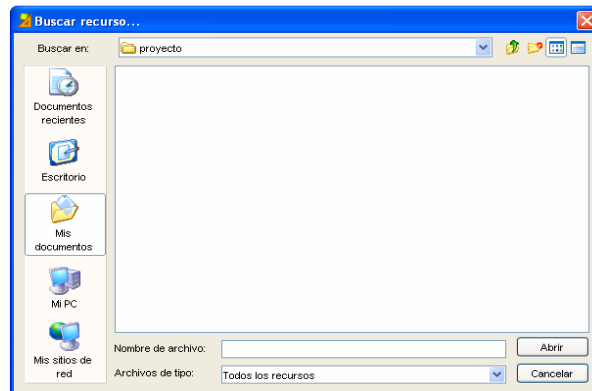 Buscar recurso...
Buscar en:
proyecto
Documentos
recientes
Escritorio
Mis
documentos
Mi PC
Mis sitios de
red
Nombre de archivo:
Abrir
Archivos de tipo:
Todos los recursos
Cancelar